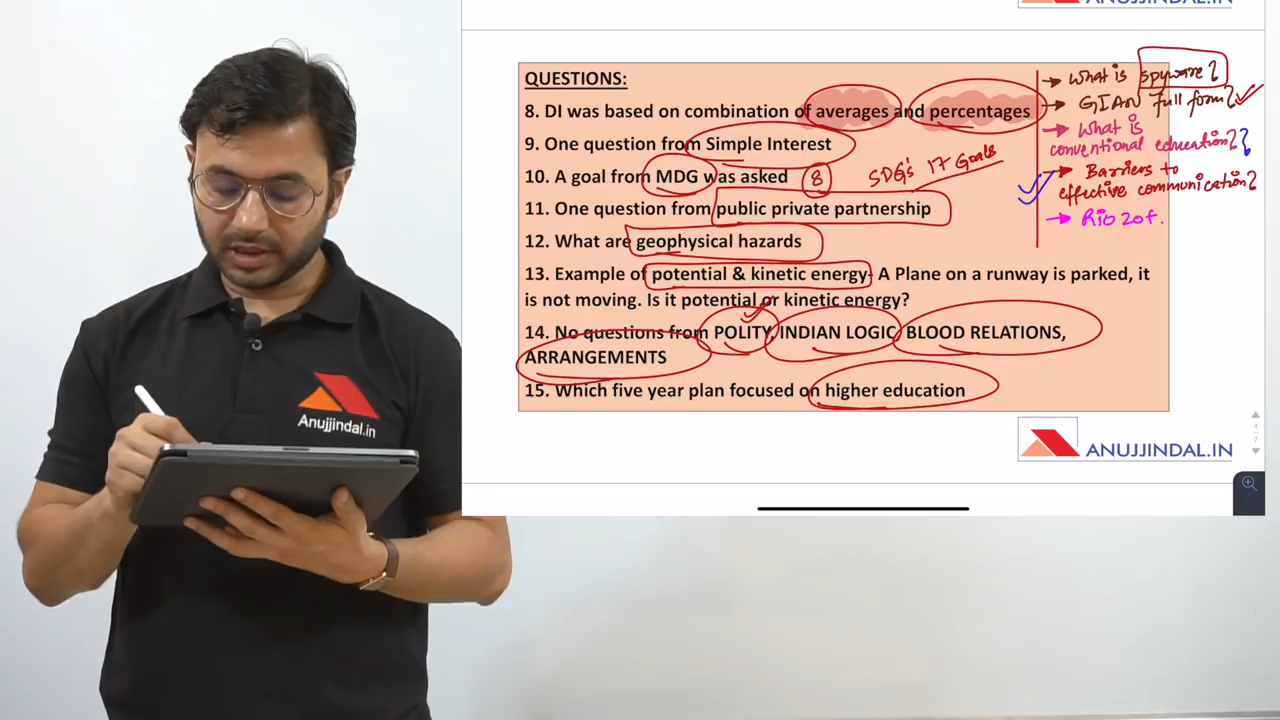 ANUJJINDAL.IN
QUESTIONS:
8. DI was based on combination of averages and percentages
9. One question from Simple Interest
10. A goal from MDG was asked 8 SDG's 17 Goals
11. One question from public private partnership
12. What are geophysical hazards
13. Example of potential & kinetic energy- A Plane on a runway is parked, it
is not moving. Is it potential or kinetic energy?
14. No questions from POLITY, INDIAN LOGIC, BLOOD RELATIONS,
ARRANGEMENTS
15. Which five year plan focused on higher education
→ What is spyware?
→ GIAN full form?
→ What is
conventional education?
→ Barriers to
effective communication?
→ Rio 20+.
Anujjindal.in
ANUJJINDAL.IN